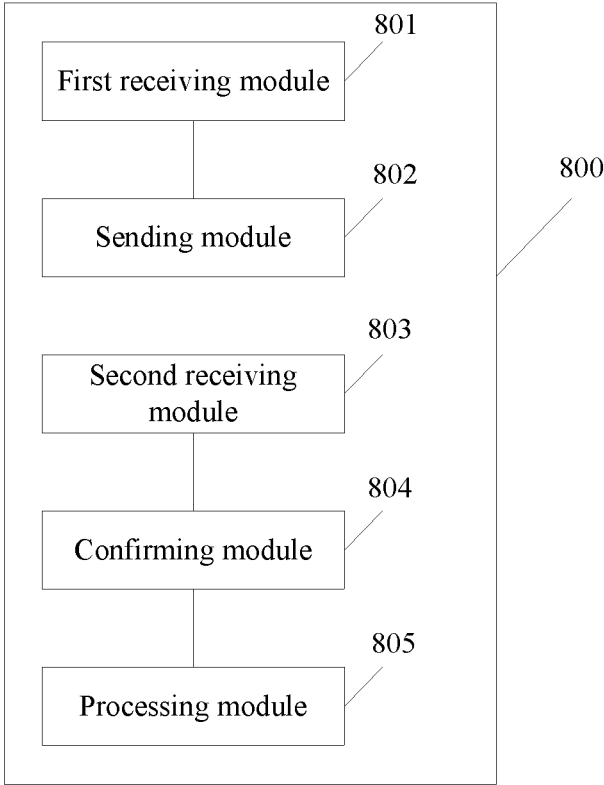 801
First receiving module
802
800
Sending module
803
Second receiving
module
804
Confirming module
805
Processing module